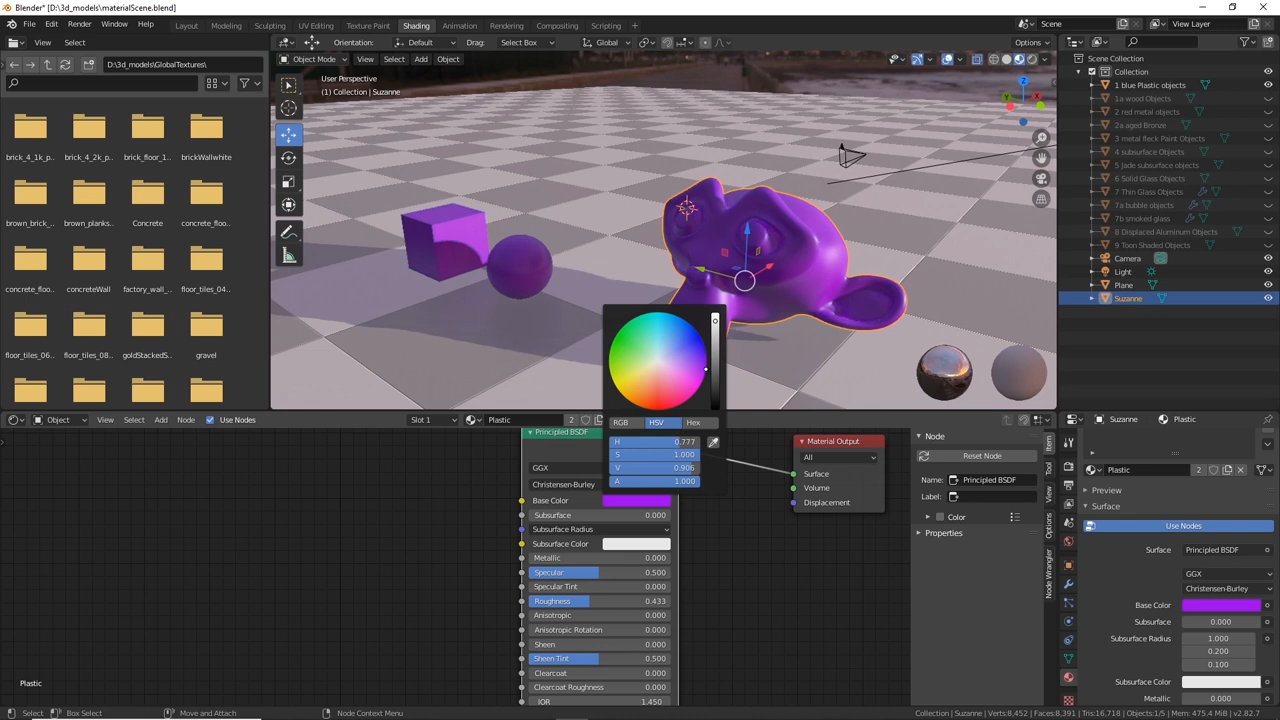 Blender* [D:\3d_models\materialScene.blend]
File Edit Render Window Help
Layout Modeling Sculpting UV Editing Texture Paint Shading Animation Rendering Compositing Scripting +
Scene
View Layer
View Select
Orientation: Default Drag: Select Box Global Options
D:\3d_models\GlobalTextures\
Object Mode View Select Add Object
User Perspective
(1) Collection | Suzanne
brick_4_1k_p... brick_4_2k_p... brick_floor_1... brickWallwhite
brown_brick_... brown_planks... Concrete concrete_floo...
concrete_floo... concreteWall factory_wall_... floor_tiles_04...
floor_tiles_06... floor_tiles_08... goldStackedS... gravel
Z
Y
X
Scene Collection
Collection
1 blue Plastic objects
1a wood Objects
2 red metal objects
2a aged Bronze
3 metal fleck Paint Objects
4 subsurface Objects
5 Jade subsurface objects
6 Solid Glass Objects
7 Thin Glass Objects
7a bubble objects
7b smoked glass
8 Displaced Aluminum Objects
9 Toon Shaded Objects
Camera
Light
Plane
Suzanne
RGB HSV Hex
H 0.777
S 1.000
V 0.906
A 1.000
Object View Select Add Node Use Nodes Slot 1 Plastic 2
Principled BSDF
GGX
Christensen-Burley
Base Color
Subsurface 0.000
Subsurface Radius
Subsurface Color
Metallic 0.000
Specular 0.500
Specular Tint 0.000
Roughness 0.433
Anisotropic 0.000
Anisotropic Rotation 0.000
Sheen 0.000
Sheen Tint 0.500
Clearcoat 0.000
Clearcoat Roughness 0.000
IOR 1.450
Material Output
All
Surface
Volume
Displacement
Node
Reset Node
Name: Principled BSDF
Label:
Color
Properties
Item
Tool
View
Options
Node Wrangler
Suzanne Plastic
Plastic 2
Preview
Surface
Use Nodes
Surface Principled BSDF
GGX
Christensen-Burley
Base Color
Subsurface 0.000
Subsurface Radius 1.000
0.200
0.100
Subsurface Color
Metallic 0.000
Plastic
Select Box Select Move and Attach Node Context Menu
Collection | Suzanne | Verts:8,452 | Faces:8,391 | Tris:16,718 | Objects:1/5 | Mem: 475.4 MiB | v2.82.7